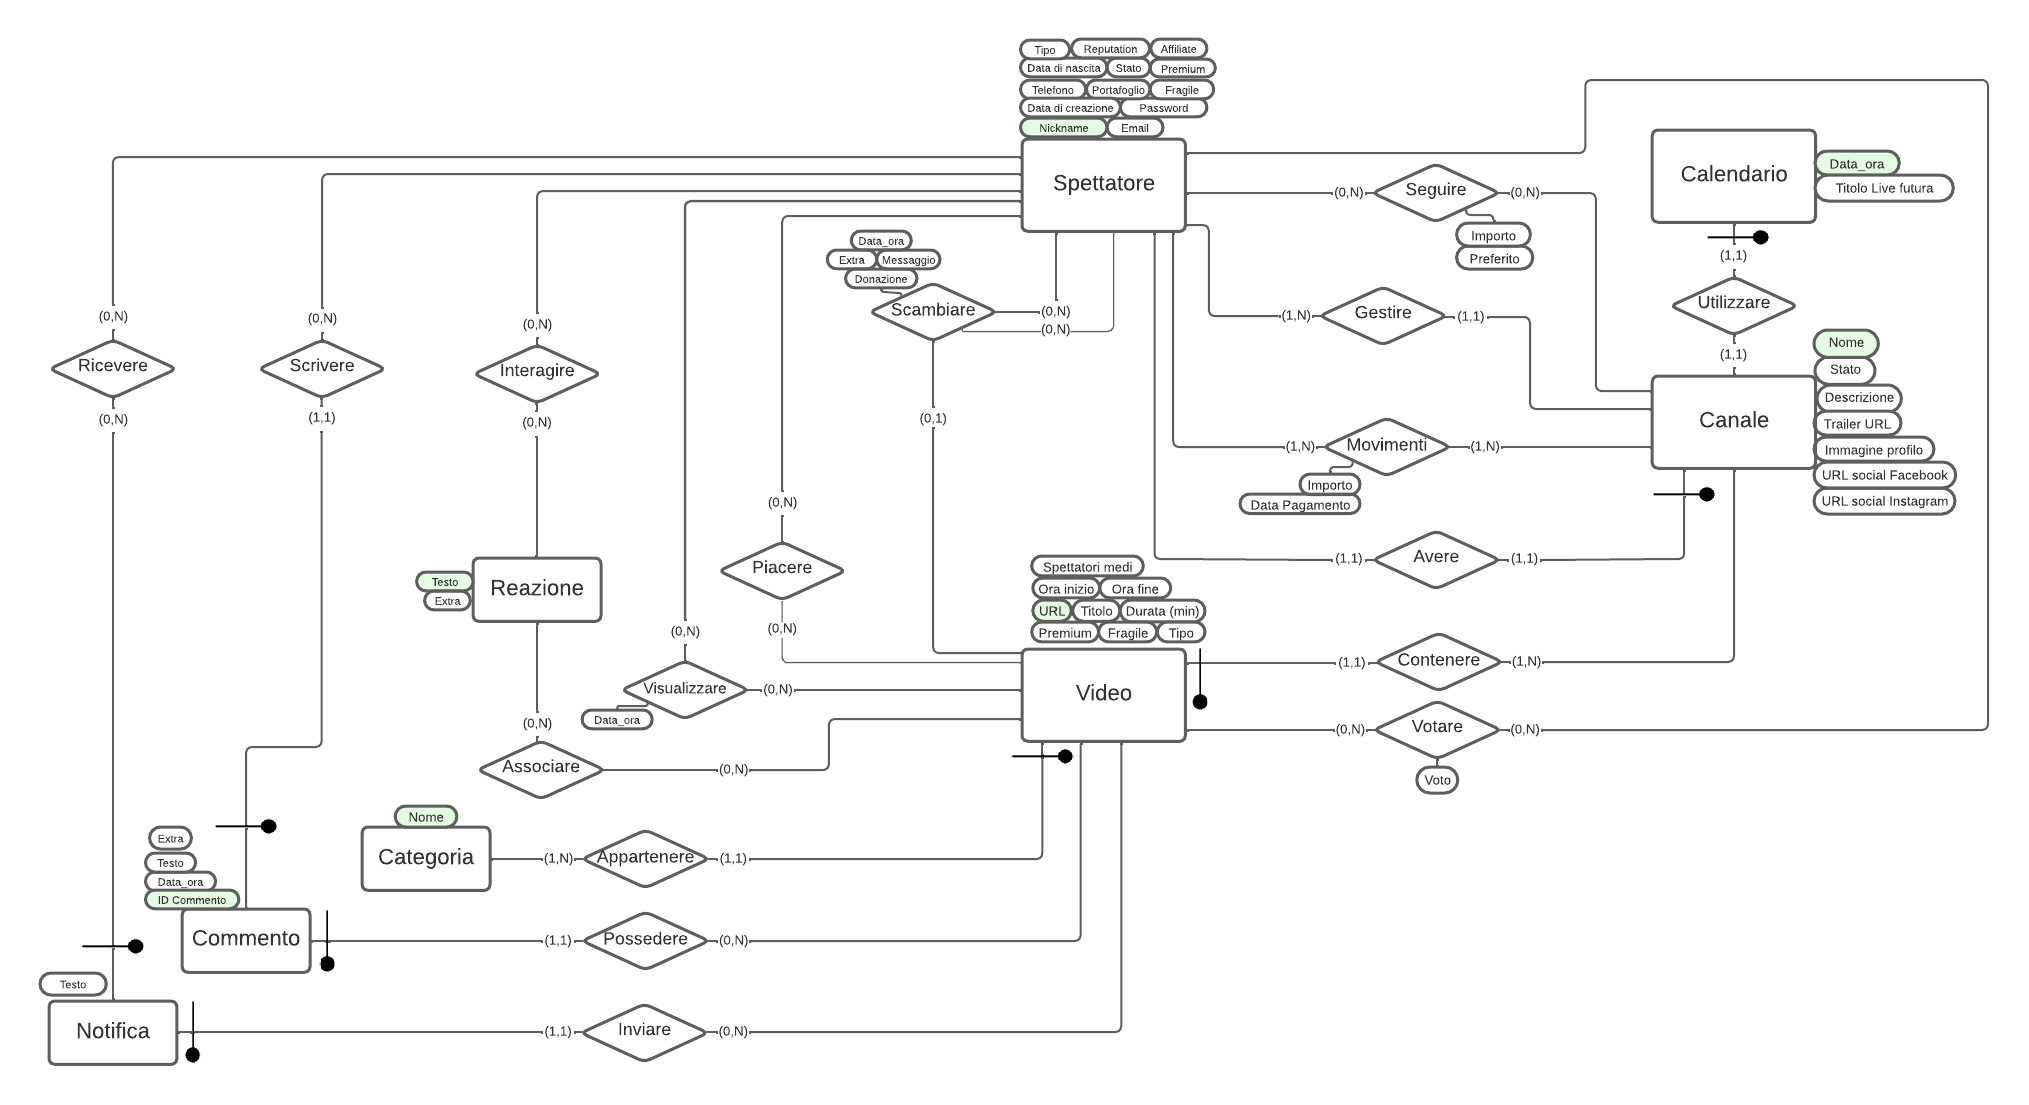 Tipo
Reputation
Affiliate
Data di nascita
Stato
Premium
Telefono
Portafoglio
Fragile
Data di creazione
Password
Nickname
Email
Spettatore
Calendario
Data_ora
Titolo Live futura
(0,N)
Seguire
(0,N)
Importo
Preferito
(1,1)
Utilizzare
(1,1)
Data_ora
Extra
Messaggio
Donazione
Scambiare
(0,N)
(0,N)
(0,1)
(1,N)
Gestire
(1,1)
(0,N)
Ricevere
(0,N)
(0,N)
Scrivere
(1,1)
(0,N)
Interagire
(0,N)
Nome
Stato
Descrizione
Trailer URL
Immagine profilo
URL social Facebook
URL social Instagram
Canale
(1,N)
Movimenti
(1,N)
Importo
Data Pagamento
(0,N)
Piacere
(0,N)
(1,1)
Avere
(1,1)
Testo
Extra
Reazione
Spettatori medi
Ora inizio
Ora fine
URL
Titolo
Durata (min)
Premium
Fragile
Tipo
Video
(0,N)
Visualizzare
(0,N)
Data_ora
(1,1)
Contenere
(1,N)
(0,N)
Votare
(0,N)
Voto
(0,N)
Associare
(0,N)
Nome
Categoria
(1,N)
Appartenere
(1,1)
Extra
Testo
Data_ora
ID Commento
Commento
(1,1)
Possedere
(0,N)
Testo
Notifica
(1,1)
Inviare
(0,N)